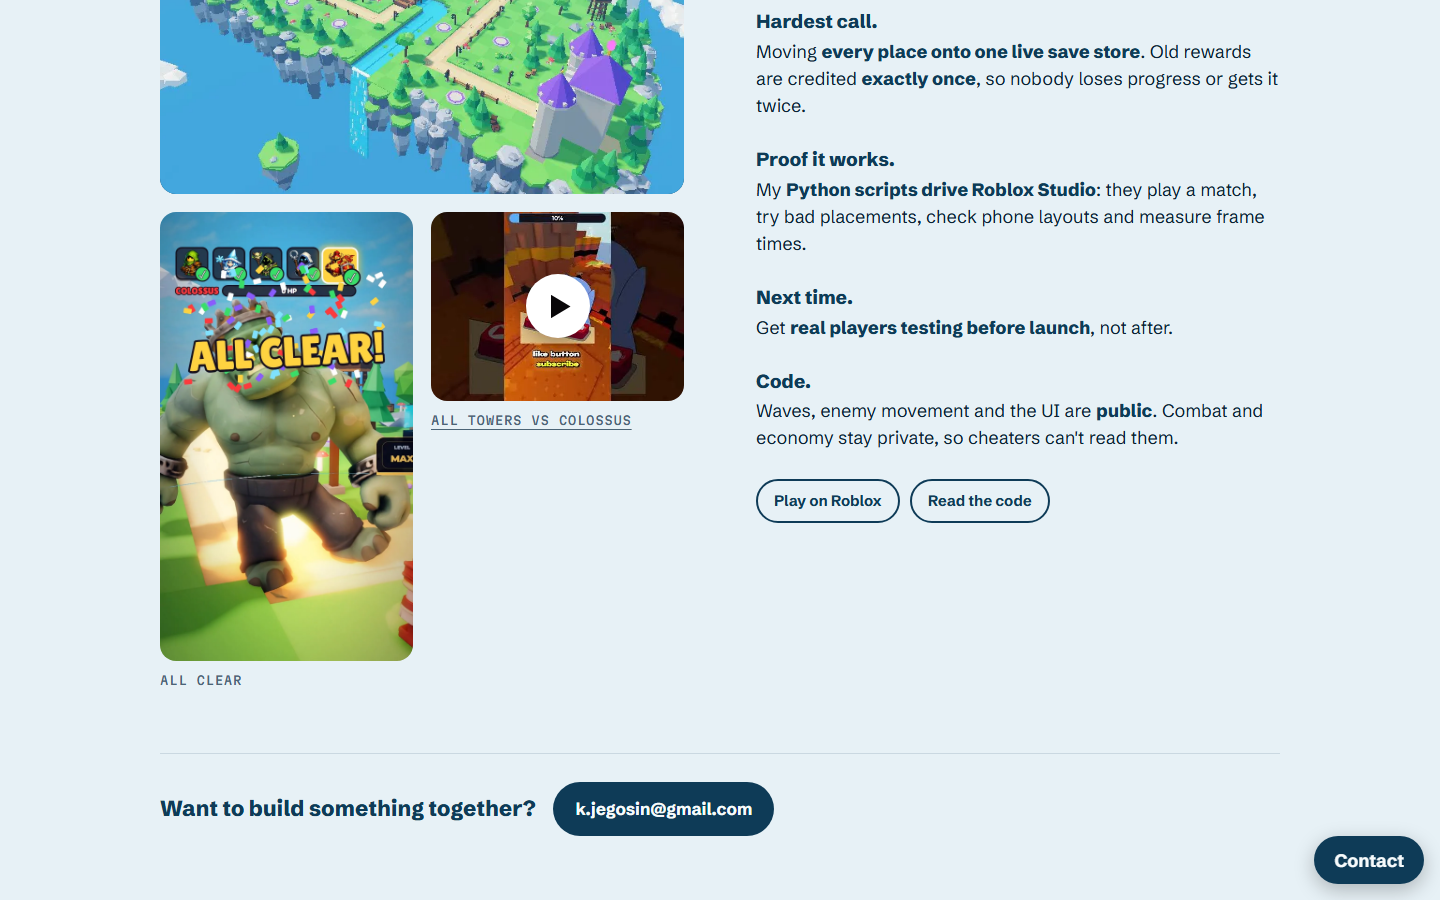 COLOSSUS
HP
ALL CLEAR!
LEVEL
MAX
ALL CLEAR
10%
like button
subscribe
ALL TOWERS VS COLOSSUS
Hardest call.
Moving every place onto one live save store. Old rewards
are credited exactly once, so nobody loses progress or gets it
twice.
Proof it works.
My Python scripts drive Roblox Studio: they play a match,
try bad placements, check phone layouts and measure frame
times.
Next time.
Get real players testing before launch, not after.
Code.
Waves, enemy movement and the UI are public. Combat and
economy stay private, so cheaters can't read them.
Play on Roblox
Read the code
Want to build something together?
k.jegosin@gmail.com
Contact